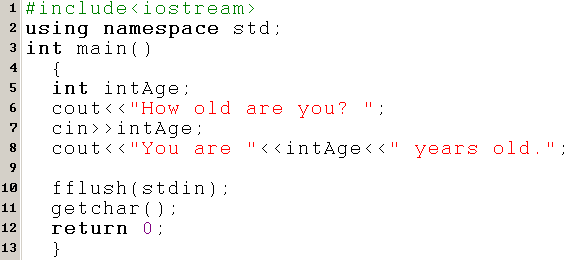 1 #include<iostream>
2 using namespace std;
3 int main()
4 {
5 int intAge;
6 cout<<"How old are you? ";
7 cin>>intAge;
8 cout<<"You are "<<intAge<<" years old.";
9
10 fflush(stdin);
11 getchar();
12 return 0;
13 }